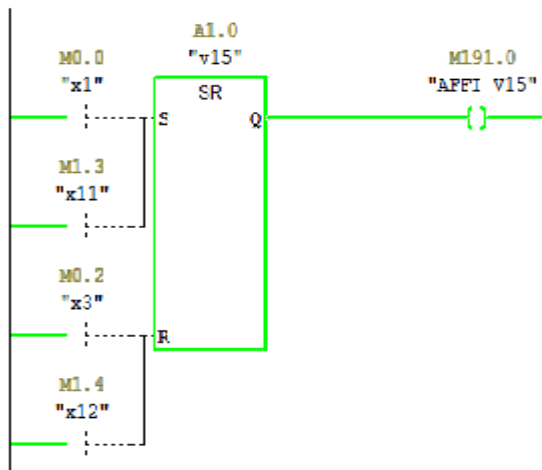 A1.0
M0.0 "v15" M191.0
"x1" SR "AFFI V15"
S Q
M1.3
"x11"
M0.2
"x3"
R
M1.4
"x12"